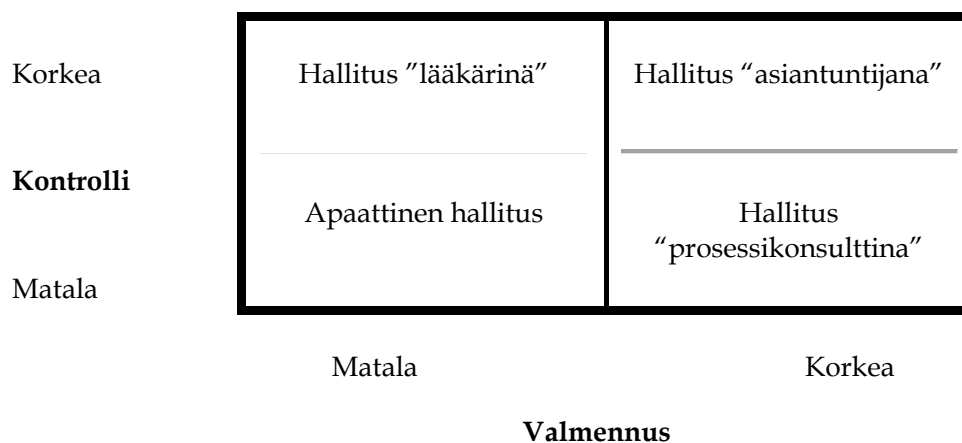 Korkea
Hallitus ”lääkärinä”
Hallitus “asiantuntijana”
Kontrolli
Apaattinen hallitus
Hallitus
“prosessikonsulttina”
Matala
Matala
Korkea
Valmennus